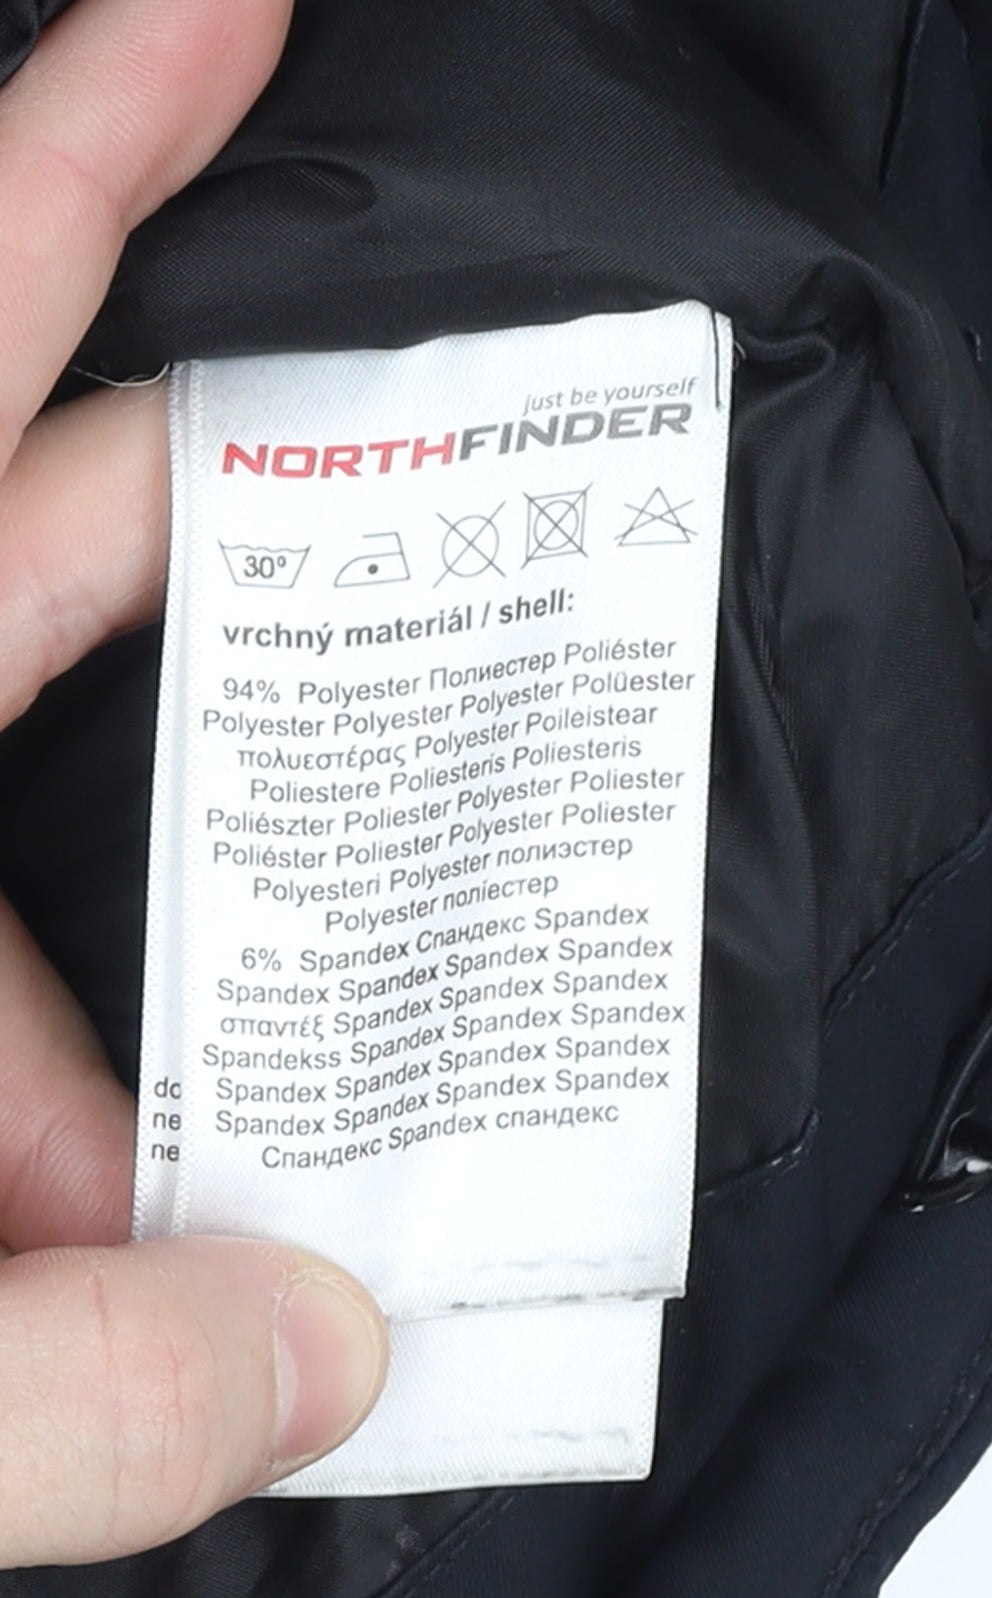 just be yourself
NORTHFINDER
30°
vrchný materiál / shell:
94% Polyester Полиестер Poliéster
Polyester Polyester Polyester Polüester
πολυεστέρας Polyester Poileistear
Poliestere Poliesteris Poliesteris
Poliészter Poliester Polyester Poliester
Poliéster Poliester Polyester Poliester
Polyesteri Polyester полиэстер
Polyester поліестер
6% Spandex Спандекс Spandex
Spandex Spandex Spandex Spandex
σπαντέξ Spandex Spandex Spandex
Spandekss Spandex Spandex Spandex
Spandex Spandex Spandex Spandex
Spandex Spandex Spandex Spandex
Спандекс Spandex спандекс
do
ne
ne